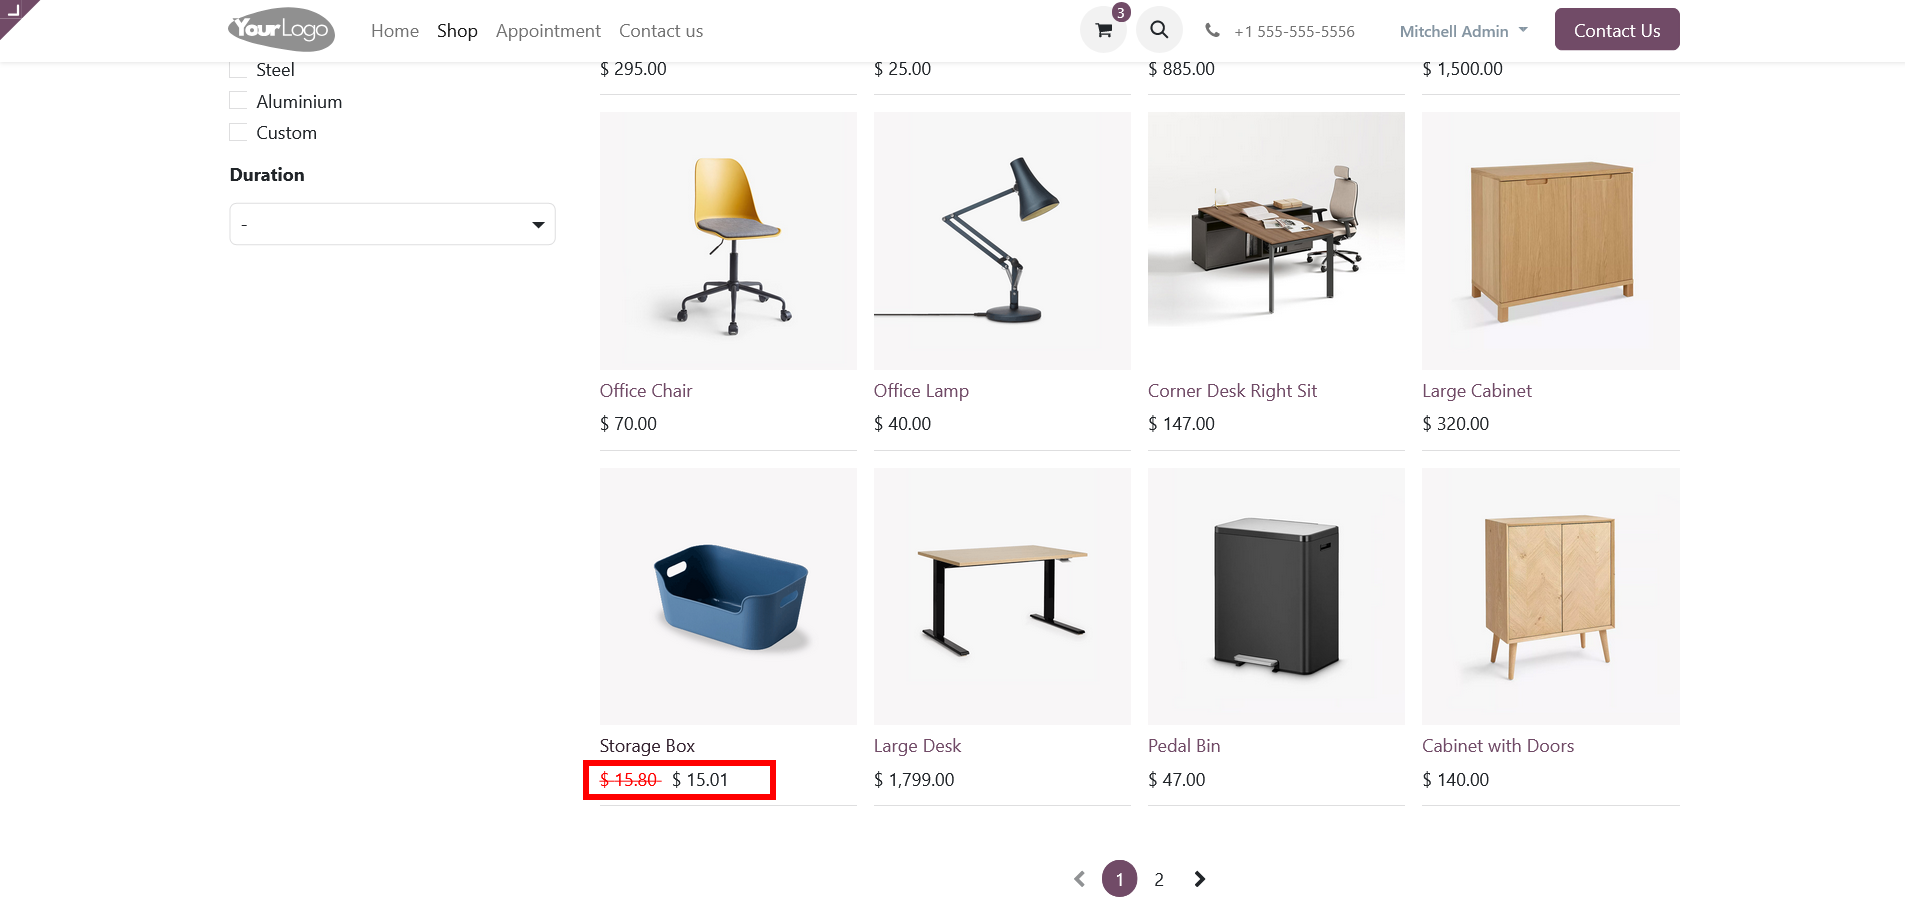 YourLogo
Home Shop Appointment Contact us
3
+1 555-555-5556
Mitchell Admin
Contact Us
Steel
Aluminium
Custom
Duration
-
$ 295.00
$ 25.00
$ 885.00
$ 1,500.00
Office Chair
$ 70.00
Office Lamp
$ 40.00
Corner Desk Right Sit
$ 147.00
Large Cabinet
$ 320.00
Storage Box
$ 15.80 $ 15.01
Large Desk
$ 1,799.00
Pedal Bin
$ 47.00
Cabinet with Doors
$ 140.00
1 2